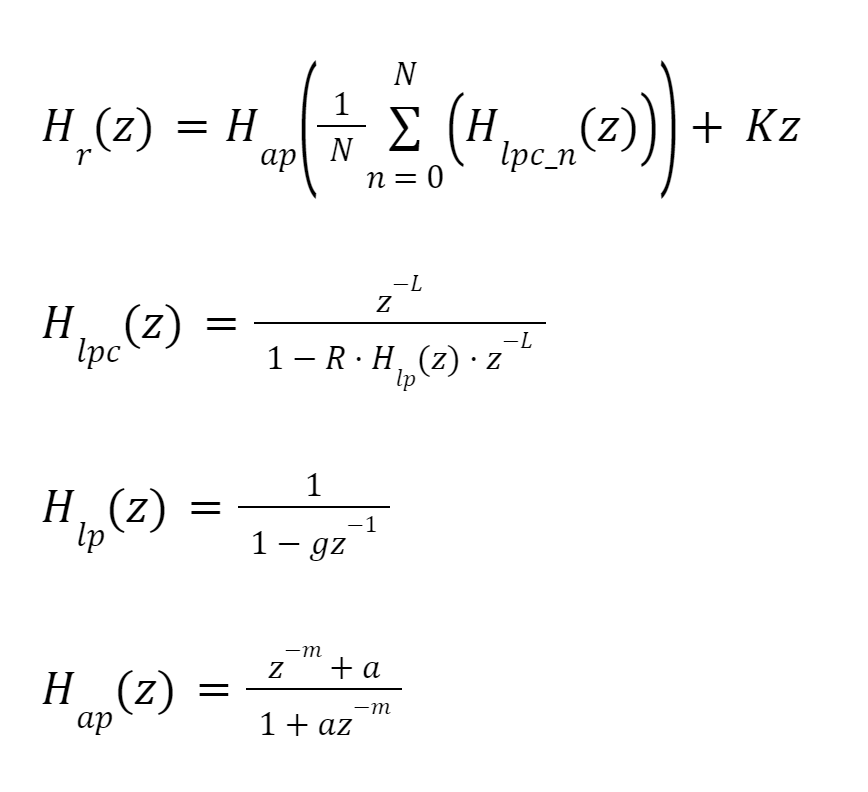 H_r(z) = H_ap(1/N ∑_{n = 0}^{N} (H_lpc_n(z))) + Kz
H_lpc(z) = z^{-L} / (1 − R · H_lp(z) · z^{-L})
H_lp(z) = 1 / (1 − gz^{-1})
H_ap(z) = (z^{-m} + a) / (1 + az^{-m})